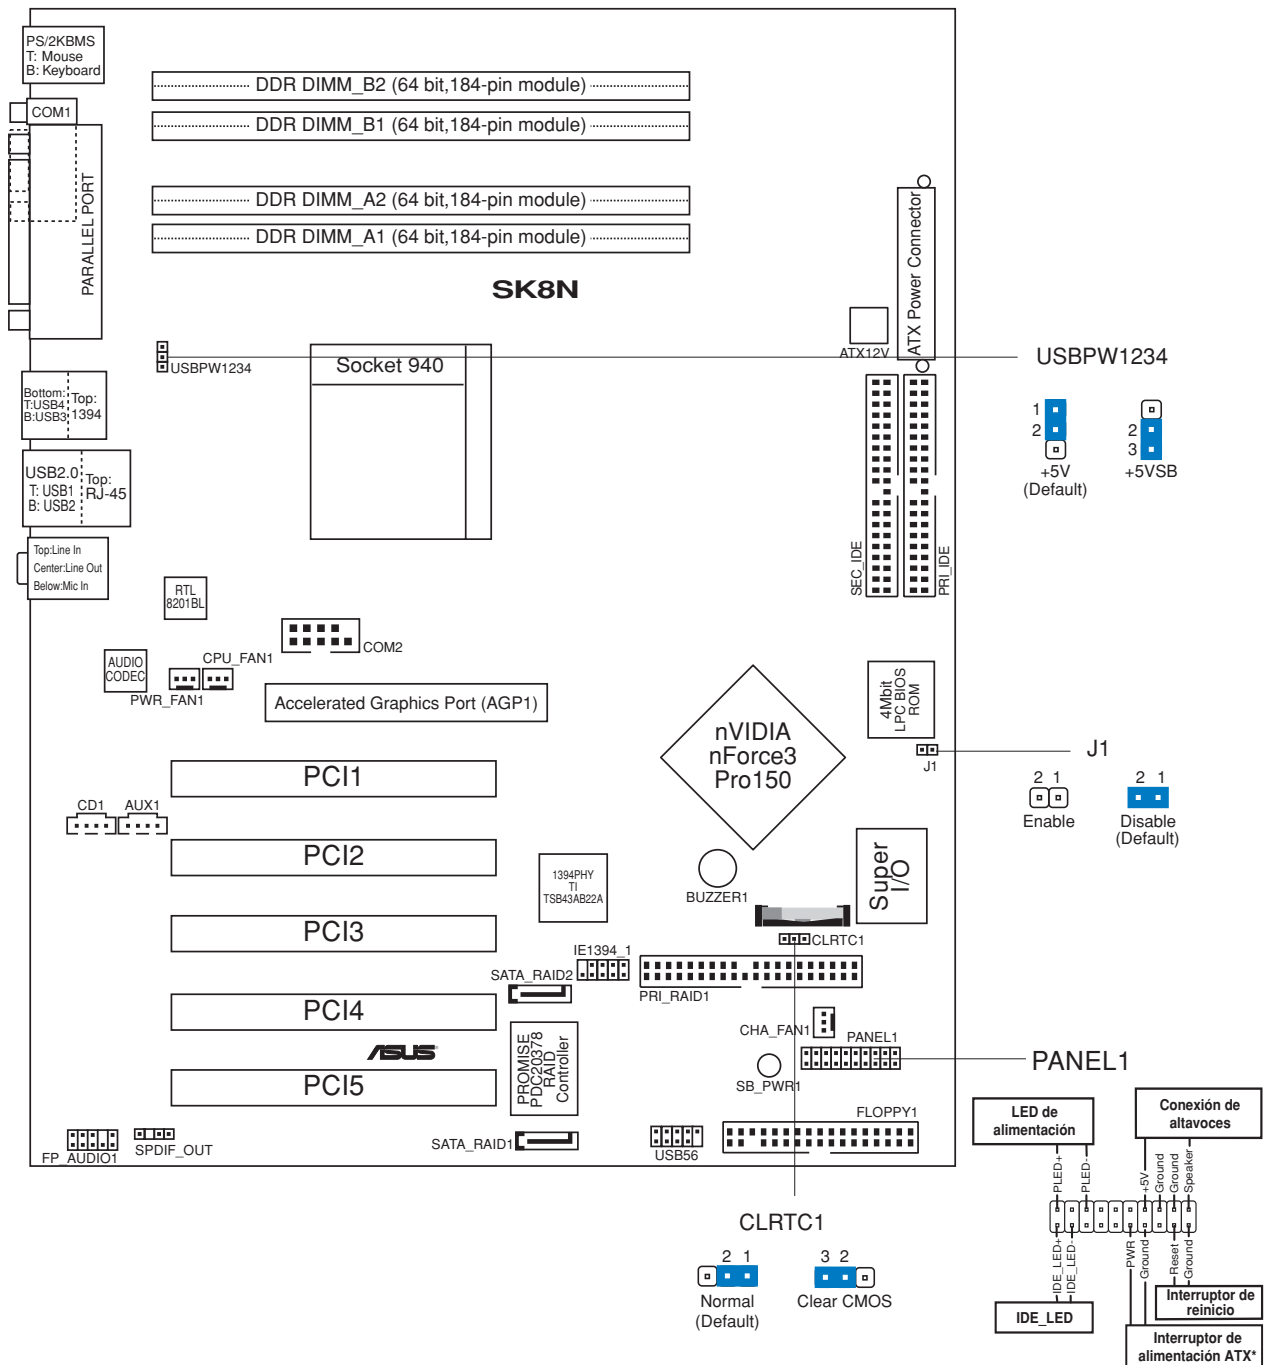 PS/2KBMS
T: Mouse
B: Keyboard
COM1
PARALLEL PORT
DDR DIMM_B2 (64 bit,184-pin module)
DDR DIMM_B1 (64 bit,184-pin module)
DDR DIMM_A2 (64 bit,184-pin module)
DDR DIMM_A1 (64 bit,184-pin module)
SK8N
ATX Power Connector
ATX12V
USBPW1234
Socket 940
USBPW1234
1
2
+5V
(Default)
2
3
+5VSB
Bottom:
T:USB4
B:USB3
Top:
1394
USB2.0
T: USB1
B: USB2
Top:
RJ-45
Top:Line In
Center:Line Out
Below:Mic In
SEC_IDE
PRI_IDE
RTL
8201BL
COM2
AUDIO
CODEC
CPU_FAN1
PWR_FAN1
Accelerated Graphics Port (AGP1)
4Mbit
LPC BIOS
ROM
nVIDIA
nForce3
Pro150
J1
J1
2 1
Enable
2 1
Disable
(Default)
PCI1
CD1
AUX1
PCI2
1394PHY
TI
TSB43AB22A
BUZZER1
Super
I/O
PCI3
CLRTC1
IE1394_1
SATA_RAID2
PRI_RAID1
PCI4
CHA_FAN1
PANEL1
PANEL1
ASUS
PROMISE
PDC20378
RAID
Controller
SB_PWR1
PCI5
FLOPPY1
FP_AUDIO1
SPDIF_OUT
SATA_RAID1
USB56
LED de
alimentación
Conexión de
altavoces
PLED+
PLED-
+5V
Ground
Ground
Speaker
IDE_LED+
IDE_LED-
PWR
Ground
Reset
Ground
IDE_LED
Interruptor de
reinicio
Interruptor de
alimentación ATX*
CLRTC1
2 1
Normal
(Default)
3 2
Clear CMOS